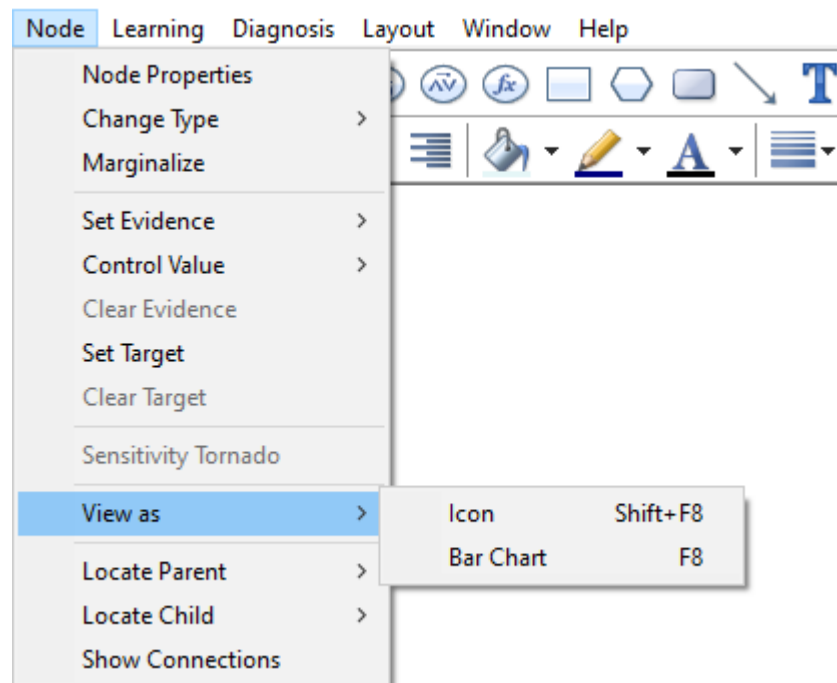 Node Learning Diagnosis Layout Window Help
Node Properties
Change Type
Marginalize
Set Evidence
Control Value
Clear Evidence
Set Target
Clear Target
Sensitivity Tornado
View as
Icon Shift+F8
Bar Chart F8
Locate Parent
Locate Child
Show Connections